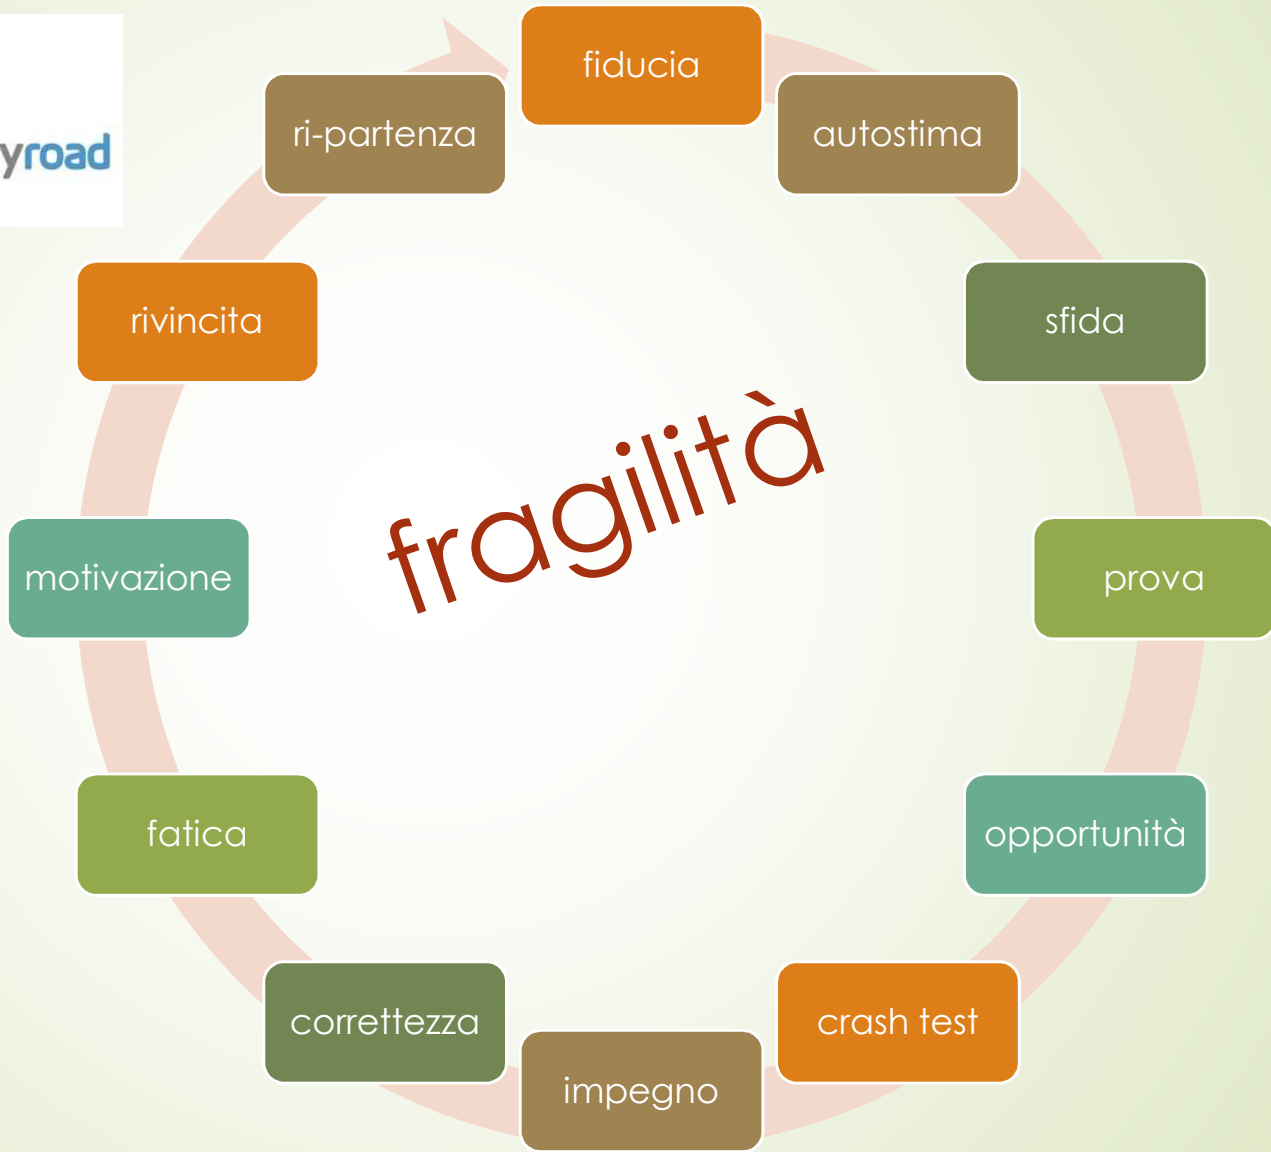 yroad
fiducia
autostima
sfida
prova
opportunità
crash test
impegno
correttezza
fatica
motivazione
rivincita
ri-partenza
fragilità